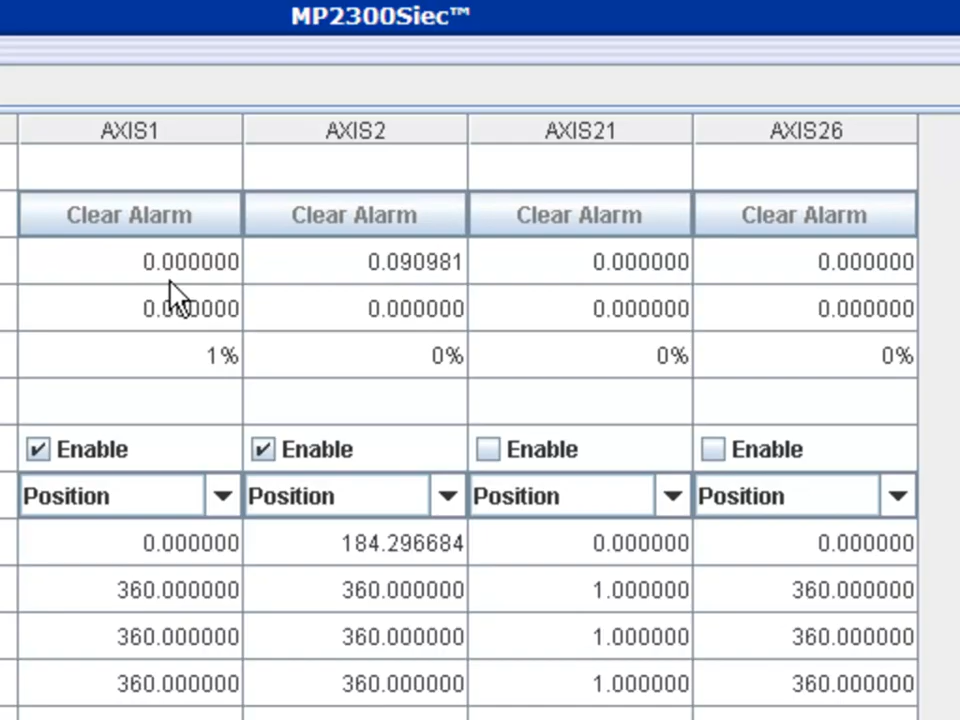 MP2300Siec™
AXIS1 AXIS2 AXIS21 AXIS26
Clear Alarm Clear Alarm Clear Alarm Clear Alarm
0.000000 0.090981 0.000000 0.000000
0.000000 0.000000 0.000000 0.000000
1% 0% 0% 0%
Enable Enable Enable Enable
Position Position Position Position
0.000000 184.296684 0.000000 0.000000
360.000000 360.000000 1.000000 360.000000
360.000000 360.000000 1.000000 360.000000
360.000000 360.000000 1.000000 360.000000